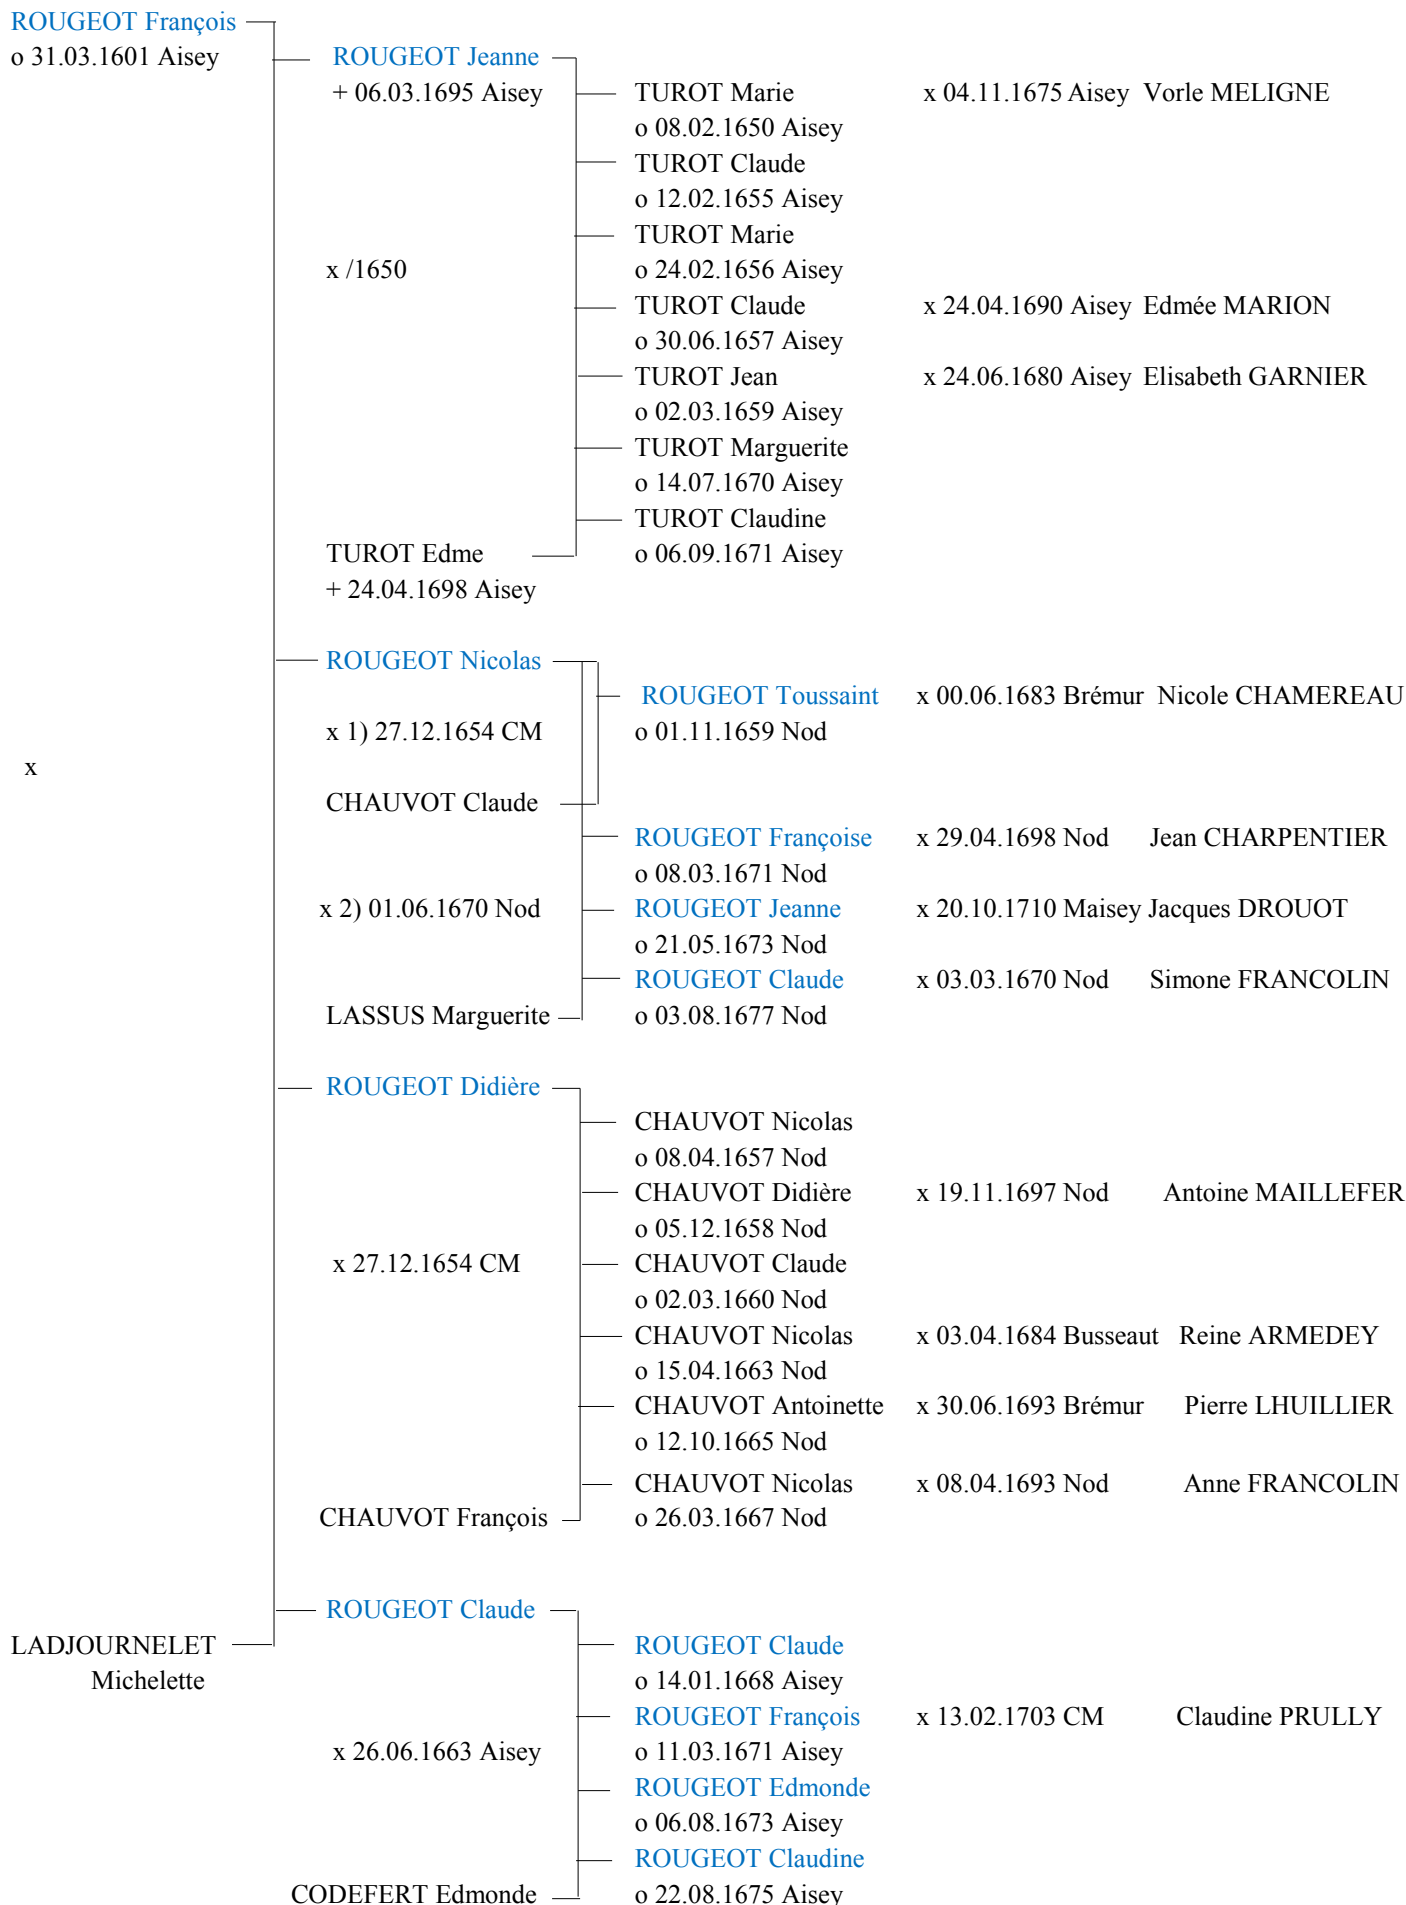 ROUGEOT François
o 31.03.1601 Aisey
ROUGEOT Jeanne
+ 06.03.1695 Aisey
TUROT Marie x 04.11.1675 Aisey Vorle MELIGNE
o 08.02.1650 Aisey
TUROT Claude
o 12.02.1655 Aisey
TUROT Marie
x /1650 o 24.02.1656 Aisey
TUROT Claude x 24.04.1690 Aisey Edmée MARION
o 30.06.1657 Aisey
TUROT Jean x 24.06.1680 Aisey Elisabeth GARNIER
o 02.03.1659 Aisey
TUROT Marguerite
o 14.07.1670 Aisey
TUROT Claudine
TUROT Edme o 06.09.1671 Aisey
+ 24.04.1698 Aisey
ROUGEOT Nicolas
ROUGEOT Toussaint x 00.06.1683 Brémur Nicole CHAMEREAU
x 1) 27.12.1654 CM o 01.11.1659 Nod
x
CHAUVOT Claude
ROUGEOT Françoise x 29.04.1698 Nod Jean CHARPENTIER
o 08.03.1671 Nod
x 2) 01.06.1670 Nod ROUGEOT Jeanne x 20.10.1710 Maisey Jacques DROUOT
o 21.05.1673 Nod
ROUGEOT Claude x 03.03.1670 Nod Simone FRANCOLIN
LASSUS Marguerite o 03.08.1677 Nod
ROUGEOT Didière
CHAUVOT Nicolas
o 08.04.1657 Nod
CHAUVOT Didière x 19.11.1697 Nod Antoine MAILLEFER
o 05.12.1658 Nod
x 27.12.1654 CM CHAUVOT Claude
o 02.03.1660 Nod
CHAUVOT Nicolas x 03.04.1684 Busseaut Reine ARMEDEY
o 15.04.1663 Nod
CHAUVOT Antoinette x 30.06.1693 Brémur Pierre LHUILLIER
o 12.10.1665 Nod
CHAUVOT Nicolas x 08.04.1693 Nod Anne FRANCOLIN
CHAUVOT François o 26.03.1667 Nod
ROUGEOT Claude
LADJOURNELET ROUGEOT Claude
Michelette o 14.01.1668 Aisey
ROUGEOT François x 13.02.1703 CM Claudine PRULLY
x 26.06.1663 Aisey o 11.03.1671 Aisey
ROUGEOT Edmonde
o 06.08.1673 Aisey
ROUGEOT Claudine
CODEFERT Edmonde o 22.08.1675 Aisey